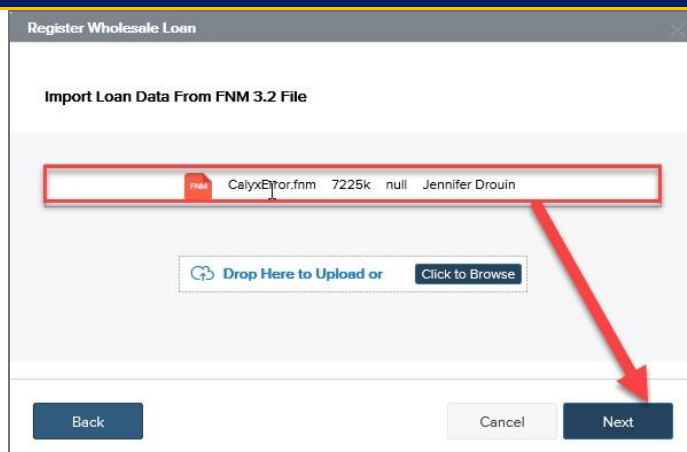 Register Wholesale Loan
Import Loan Data From FNM 3.2 File
FNM CalyxError.fnm 7225k null Jennifer Drouin
Drop Here to Upload or Click to Browse
Back Cancel Next